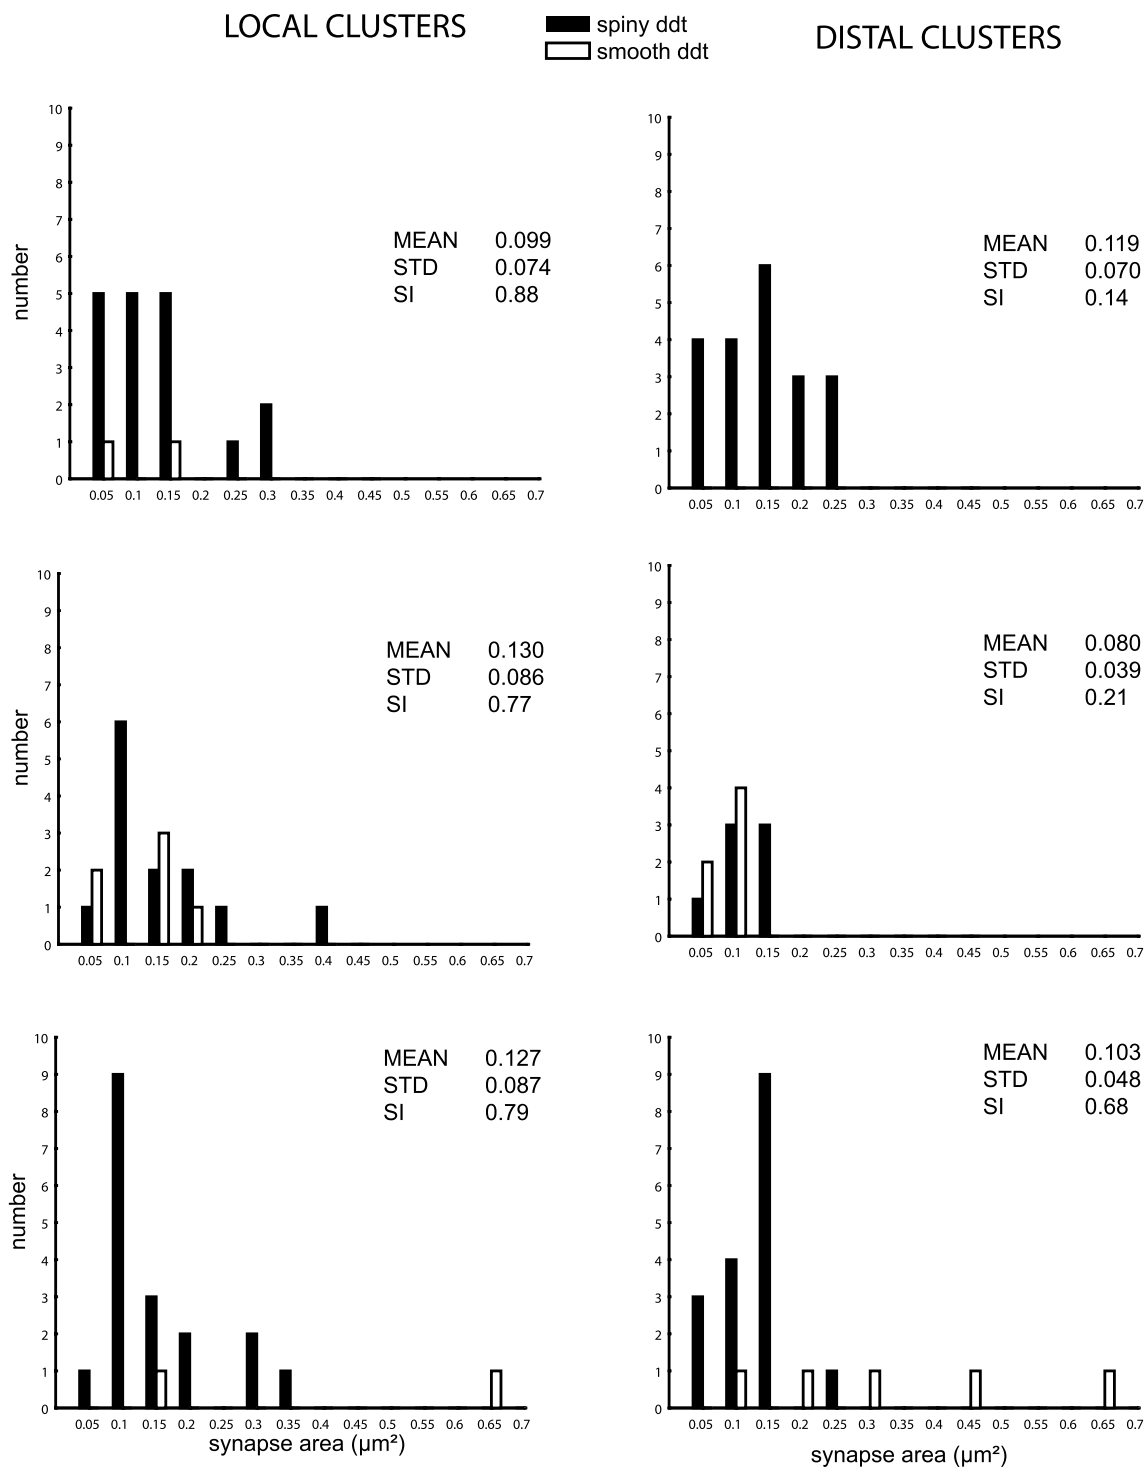 LOCAL CLUSTERS
spiny ddt
smooth ddt
DISTAL CLUSTERS
10
9
8
7
6
5
4
3
2
1
0
number
MEAN 0.099
STD 0.074
SI 0.88
0.05 0.1 0.15 0.2 0.25 0.3 0.35 0.4 0.45 0.5 0.55 0.6 0.65 0.7
10
9
8
7
6
5
4
3
2
1
0
MEAN 0.119
STD 0.070
SI 0.14
0.05 0.1 0.15 0.2 0.25 0.3 0.35 0.4 0.45 0.5 0.55 0.6 0.65 0.7
10
9
8
7
6
5
4
3
2
1
0
number
MEAN 0.130
STD 0.086
SI 0.77
0.05 0.1 0.15 0.2 0.25 0.3 0.35 0.4 0.45 0.5 0.55 0.6 0.65 0.7
10
9
8
7
6
5
4
3
2
1
0
MEAN 0.080
STD 0.039
SI 0.21
0.05 0.1 0.15 0.2 0.25 0.3 0.35 0.4 0.45 0.5 0.55 0.6 0.65 0.7
10
9
8
7
6
5
4
3
2
1
0
number
MEAN 0.127
STD 0.087
SI 0.79
0.05 0.1 0.15 0.2 0.25 0.3 0.35 0.4 0.45 0.5 0.55 0.6 0.65 0.7
synapse area (µm²)
10
9
8
7
6
5
4
3
2
1
0
MEAN 0.103
STD 0.048
SI 0.68
0.05 0.1 0.15 0.2 0.25 0.3 0.35 0.4 0.45 0.5 0.55 0.6 0.65 0.7
synapse area (µm²)